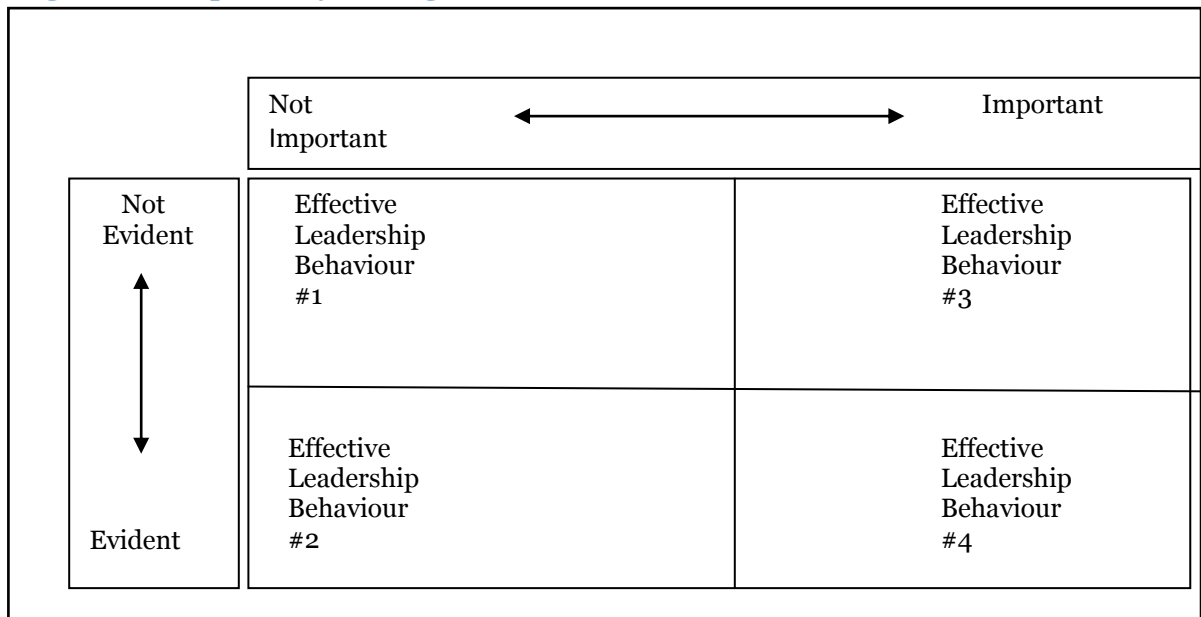 Not
Important
Important
Not
Evident
Evident
Effective
Leadership
Behaviour
#1
Effective
Leadership
Behaviour
#3
Effective
Leadership
Behaviour
#2
Effective
Leadership
Behaviour
#4